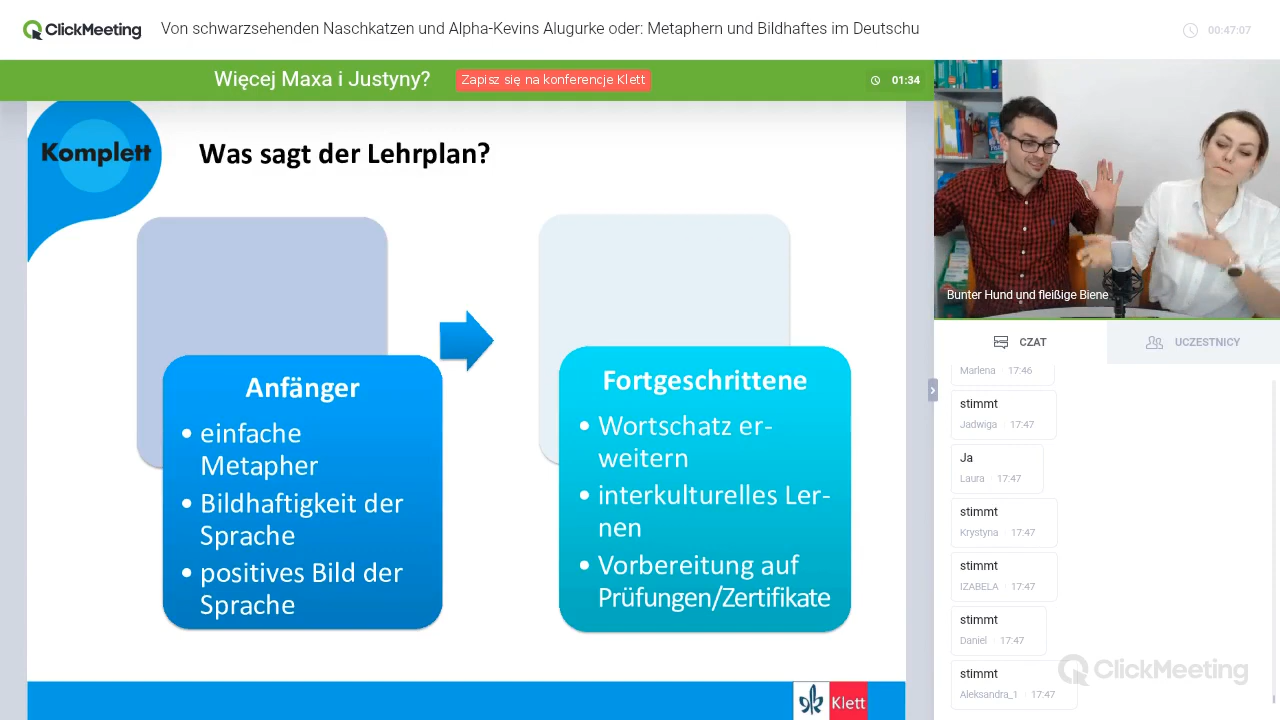 ClickMeeting
Von schwarzsehenden Naschkatzen und Alpha-Kevins Alugurke oder: Metaphern und Bildhaftes im Deutschu
00:47:07
Więcej Maxa i Justyny?
Zapisz się na konferencje Klett
01:34
Komplett
Was sagt der Lehrplan?
Anfänger
• einfache
Metapher
• Bildhaftigkeit der
Sprache
• positives Bild der
Sprache
Fortgeschrittene
• Wortschatz er-
weitern
• interkulturelles Ler-
nen
• Vorbereitung auf
Prüfungen/Zertifikate
Klett
Bunter Hund und fleißige Biene
CZAT
UCZESTNICY
Marlena · 17:46
stimmt
Jadwiga · 17:47
Ja
Laura · 17:47
stimmt
Krystyna · 17:47
stimmt
IZABELA · 17:47
stimmt
Daniel · 17:47
stimmt
Aleksandra_1 · 17:47
ClickMeeting